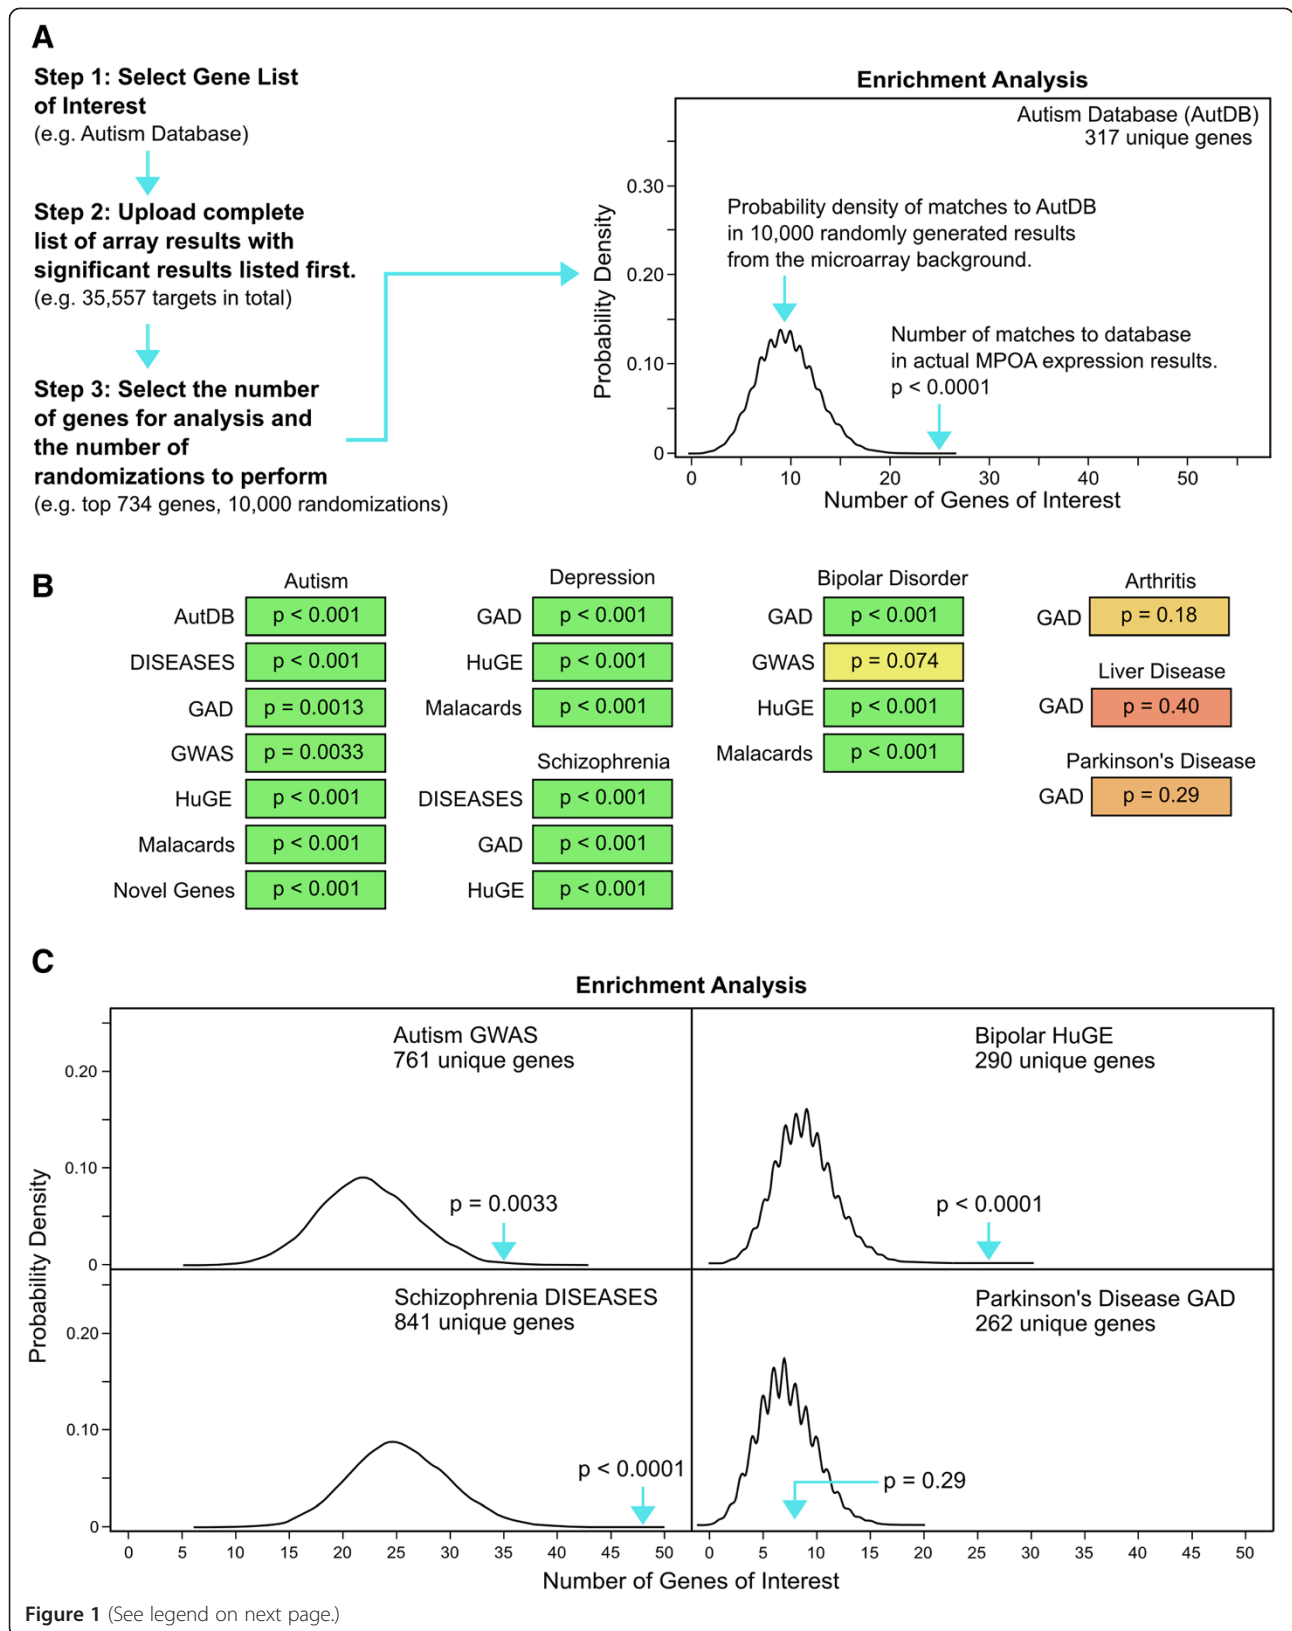 A
Step 1: Select Gene List
of Interest
(e.g. Autism Database)
Step 2: Upload complete
list of array results with
significant results listed first.
(e.g. 35,557 targets in total)
Step 3: Select the number
of genes for analysis and
the number of
randomizations to perform
(e.g. top 734 genes, 10,000 randomizations)
Enrichment Analysis
Autism Database (AutDB)
317 unique genes
Probability density of matches to AutDB
in 10,000 randomly generated results
from the microarray background.
Number of matches to database
in actual MPOA expression results.
p < 0.0001
Probability Density
0.30
0.20
0.10
0
0 10 20 30 40 50
Number of Genes of Interest
B
Autism
AutDB p < 0.001
DISEASES p < 0.001
GAD p = 0.0013
GWAS p = 0.0033
HuGE p < 0.001
Malacards p < 0.001
Novel Genes p < 0.001
Depression
GAD p < 0.001
HuGE p < 0.001
Malacards p < 0.001
Schizophrenia
DISEASES p < 0.001
GAD p < 0.001
HuGE p < 0.001
Bipolar Disorder
GAD p < 0.001
GWAS p = 0.074
HuGE p < 0.001
Malacards p < 0.001
Arthritis
GAD p = 0.18
Liver Disease
GAD p = 0.40
Parkinson's Disease
GAD p = 0.29
C
Enrichment Analysis
Probability Density
Autism GWAS
761 unique genes
0.20
0.10
0
p = 0.0033
Bipolar HuGE
290 unique genes
p < 0.0001
Schizophrenia DISEASES
841 unique genes
0.20
0.10
0
p < 0.0001
Parkinson's Disease GAD
262 unique genes
p = 0.29
0 5 10 15 20 25 30 35 40 45 50
0 5 10 15 20 25 30 35 40 45 50
Number of Genes of Interest
Figure 1 (See legend on next page.)